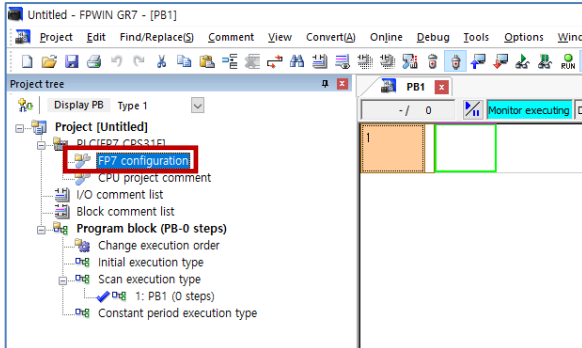 Untitled - FPWIN GR7 - [PB1]
Project Edit Find/Replace(S) Comment View Convert(A) Online Debug Tools Options
RUN
Project tree
PB1
Display PB Type 1
-/ 0 Monitor executing
Project [Untitled]
1
PLC[FP7 CPS31E]
FP7 configuration
CPU project comment
I/O comment list
Block comment list
Program block (PB-0 steps)
Change execution order
Initial execution type
Scan execution type
1: PB1 (0 steps)
Constant period execution type